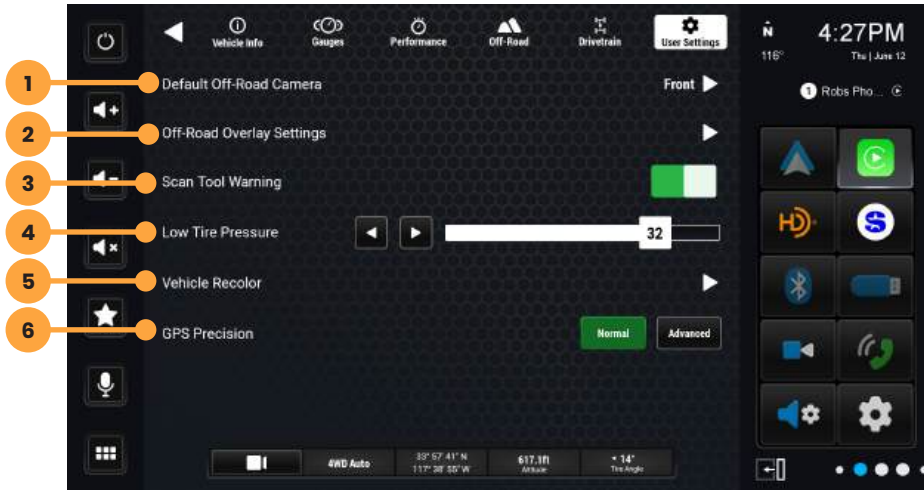 Vehicle Info
Gauges
Performance
Off-Road
Drivetrain
User Settings
N
116°
4:27PM
Thu | June 12
1 Robs Pho...
1
Default Off-Road Camera
Front
2
Off-Road Overlay Settings
3
Scan Tool Warning
4
Low Tire Pressure
32
5
Vehicle Recolor
6
GPS Precision
Normal
Advanced
HD
S
4WD Auto
33° 57' 41" N
117° 38' 55" W
617.1ft
Altitude
14°
Tire Angle